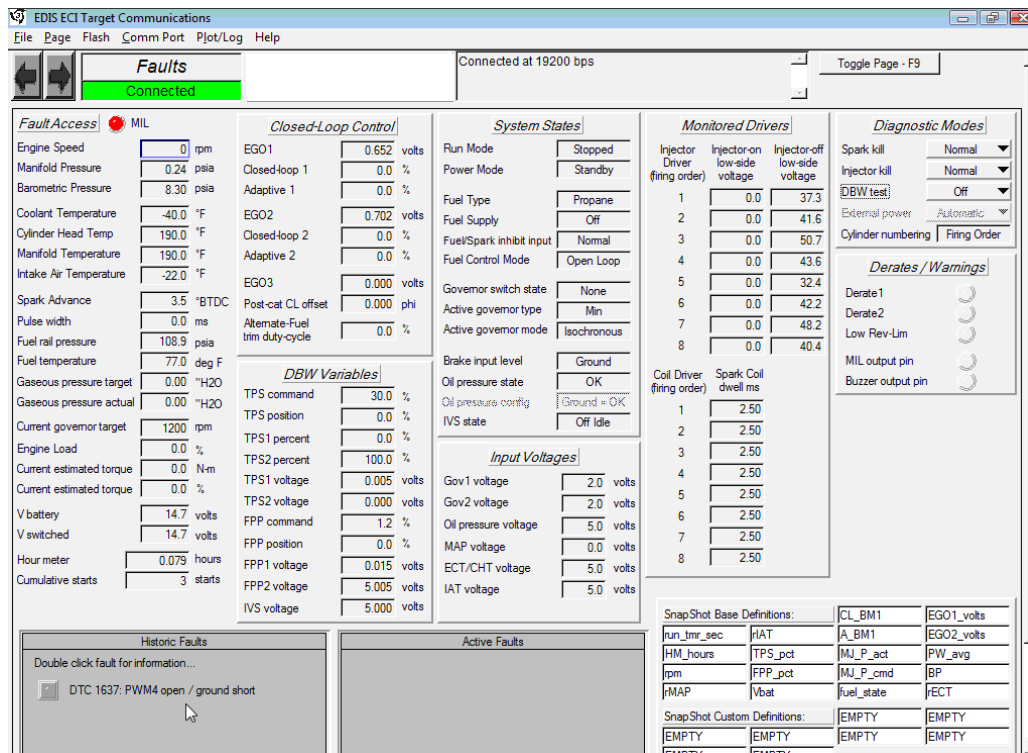 EDIS ECI Target Communications
File Page Flash Comm Port Plot/Log Help
Faults
Connected
Connected at 19200 bps
Toggle Page - F9
Fault Access MIL
Engine Speed 0 rpm
Manifold Pressure 0.24 psia
Barometric Pressure 8.30 psia
Coolant Temperature -40.0 °F
Cylinder Head Temp 190.0 °F
Manifold Temperature 190.0 °F
Intake Air Temperature -22.0 °F
Spark Advance 3.5 °BTDC
Pulse width 0.0 ms
Fuel rail pressure 108.9 psia
Fuel temperature 77.0 deg F
Gaseous pressure target 0.00 "H2O
Gaseous pressure actual 0.00 "H2O
Current governor target 1200 rpm
Engine Load 0.0 %
Current estimated torque 0.0 N-m
Current estimated torque 0.0 %
V battery 14.7 volts
V switched 14.7 volts
Hour meter 0.079 hours
Cumulative starts 3 starts
Closed-Loop Control
EGO1 0.652 volts
Closed-loop 1 0.0 %
Adaptive 1 0.0 %
EGO2 0.702 volts
Closed-loop 2 0.0 %
Adaptive 2 0.0 %
EGO3 0.000 volts
Post-cat CL offset 0.000 phi
Alternate-Fuel
trim duty-cycle 0.0 %
DBW Variables
TPS command 30.0 %
TPS position 0.0 %
TPS1 percent 0.0 %
TPS2 percent 100.0 %
TPS1 voltage 0.005 volts
TPS2 voltage 0.000 volts
FPP command 1.2 %
FPP position 0.0 %
FPP1 voltage 0.015 volts
FPP2 voltage 5.005 volts
IVS voltage 5.000 volts
System States
Run Mode Stopped
Power Mode Standby
Fuel Type Propane
Fuel Supply Off
Fuel/Spark inhibit input Normal
Fuel Control Mode Open Loop
Governor switch state None
Active governor type Min
Active governor mode Isochronous
Brake input level Ground
Oil pressure state OK
Oil pressure config Ground = OK
IVS state Off Idle
Input Voltages
Gov1 voltage 2.0 volts
Gov2 voltage 2.0 volts
Oil pressure voltage 5.0 volts
MAP voltage 0.0 volts
ECT/CHT voltage 5.0 volts
IAT voltage 5.0 volts
Monitored Drivers
Injector Injector-on Injector-off
Driver low-side low-side
(firing order) voltage voltage
1 0.0 37.3
2 0.0 41.6
3 0.0 50.7
4 0.0 43.6
5 0.0 32.4
6 0.0 42.2
7 0.0 48.2
8 0.0 40.4
Coil Driver Spark Coil
(firing order) dwell ms
1 2.50
2 2.50
3 2.50
4 2.50
5 2.50
6 2.50
7 2.50
8 2.50
Diagnostic Modes
Spark kill Normal
Injector kill Normal
DBW test Off
External power Automatic
Cylinder numbering Firing Order
Derates / Warnings
Derate1
Derate2
Low Rev-Lim
MIL output pin
Buzzer output pin
Historic Faults
Double click fault for information...
DTC 1637: PWM4 open / ground short
Active Faults
SnapShot Base Definitions: CL_BM1 EGO1_volts
run_tmr_sec rIAT A_BM1 EGO2_volts
HM_hours TPS_pct MJ_P_act PW_avg
rpm FPP_pct MJ_P_cmd BP
rMAP Vbat fuel_state rECT
SnapShot Custom Definitions: EMPTY EMPTY
EMPTY EMPTY EMPTY EMPTY